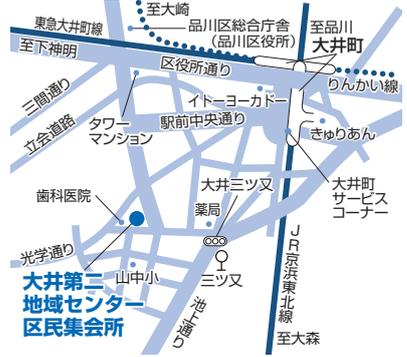 至大崎
品川区総合庁舎
(品川区役所)
至品川
大井町
東急大井町線
至下神明
区役所通り
りんかい線
三間通り
イトーヨーカドー
タワー
マンション
駅前中央通り
きゅりあん
立会道路
歯科医院
薬局
大井三ツ又
大井町
サービス
コーナー
光学通り
大井第二
地域センター
区民集会所
山中小
三ツ又
池上通り
JR京浜東北線
至大森